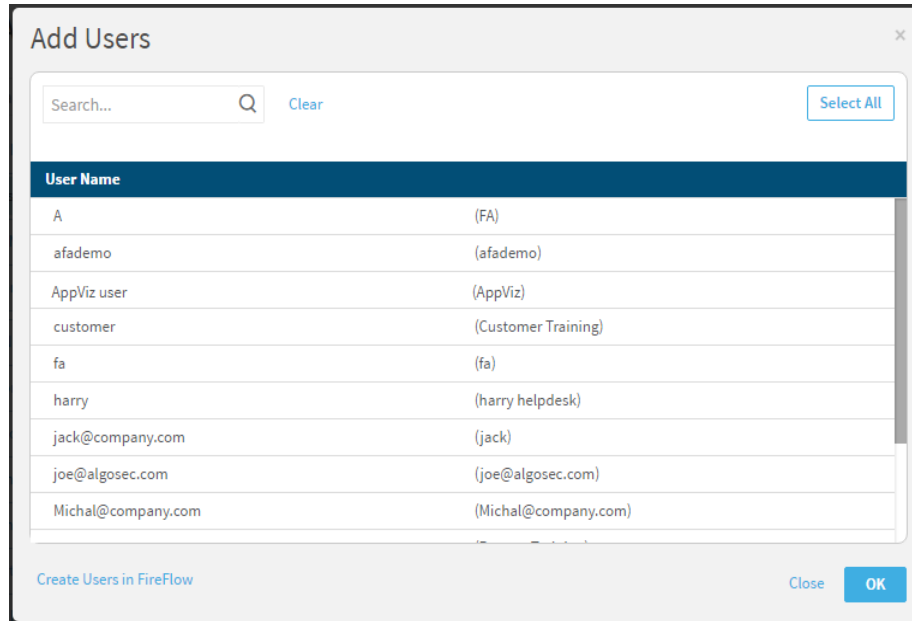 Add Users
×
Search... Clear Select All
User Name
A (FA)
afademo (afademo)
AppViz user (AppViz)
customer (Customer Training)
fa (fa)
harry (harry helpdesk)
jack@company.com (jack)
joe@algosec.com (joe@algosec.com)
Michal@company.com (Michal@company.com)
Create Users in FireFlow Close OK